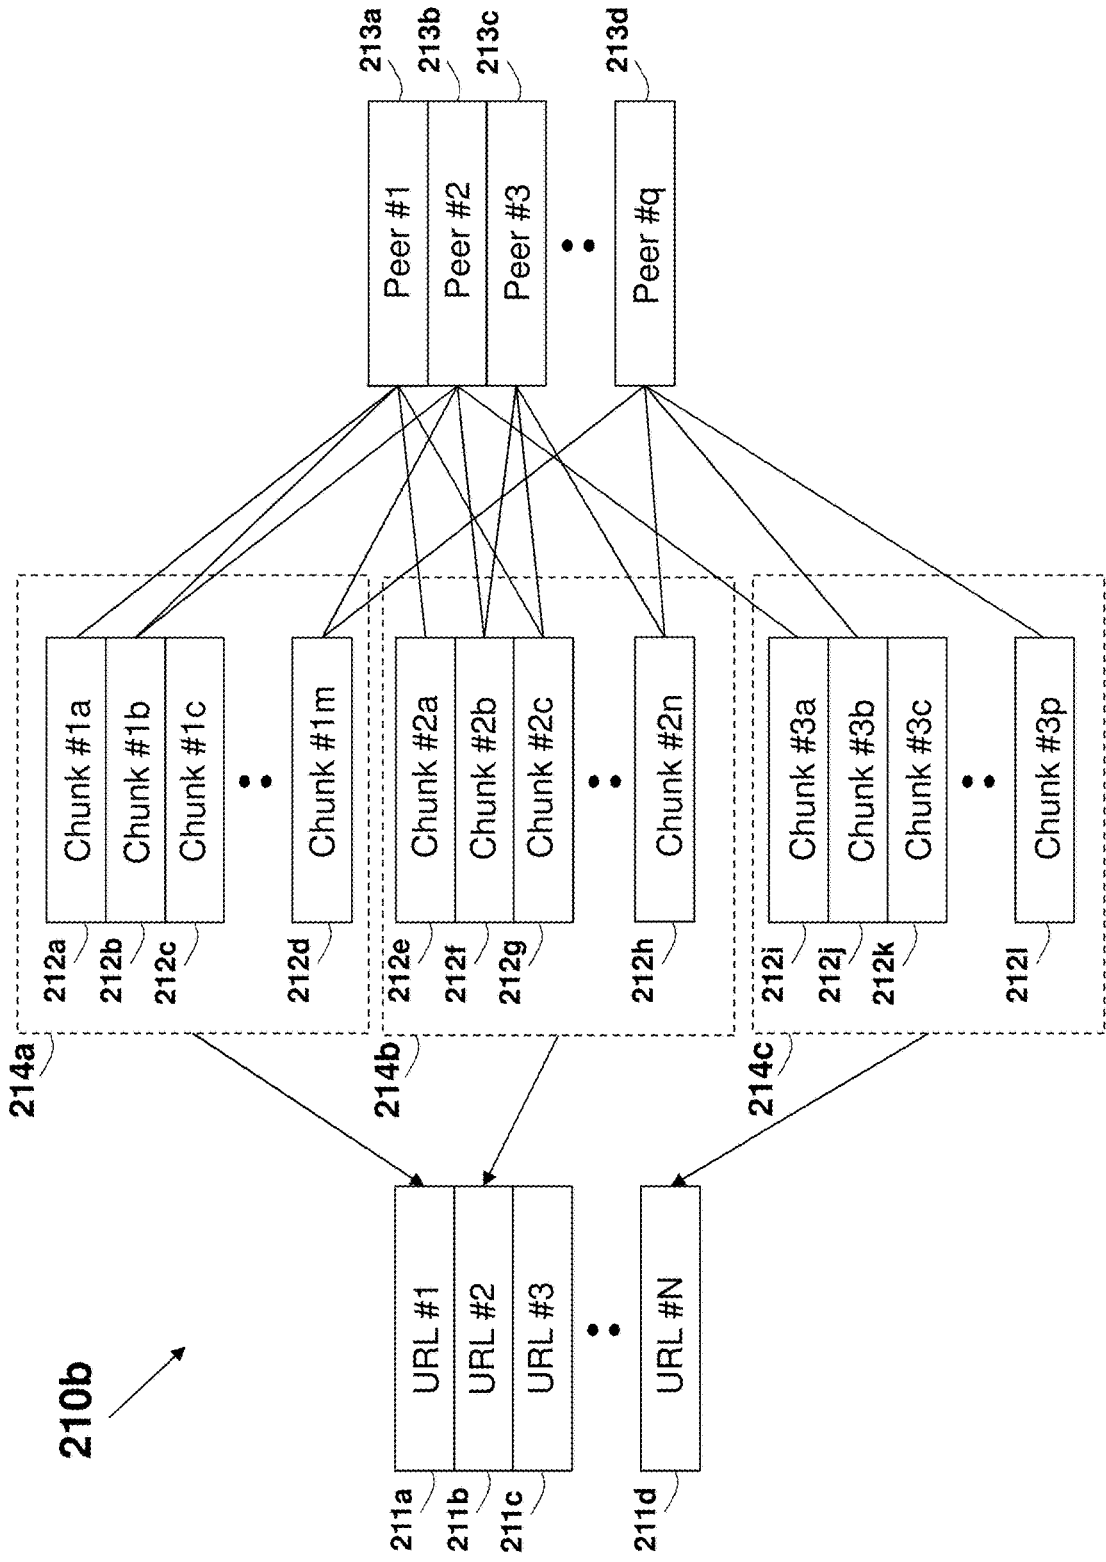 210b
211a
URL #1
211b
URL #2
211c
URL #3
211d
URL #N
214a
212a
Chunk #1a
212b
Chunk #1b
212c
Chunk #1c
212d
Chunk #1m
214b
212e
Chunk #2a
212f
Chunk #2b
212g
Chunk #2c
212h
Chunk #2n
214c
212i
Chunk #3a
212j
Chunk #3b
212k
Chunk #3c
212l
Chunk #3p
Peer #1
213a
Peer #2
213b
Peer #3
213c
Peer #q
213d